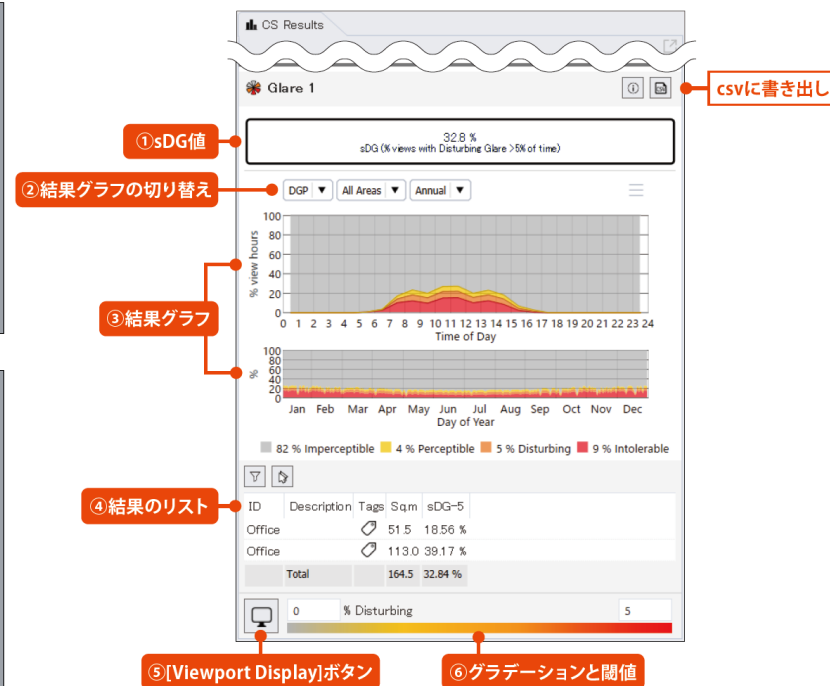 CS Results
Glare 1
csvに書き出し
①sDG値
32.8 %
sDG (% views with Disturbing Glare >5% of time)
②結果グラフの切り替え
DGP ▼ All Areas ▼ Annual ▼
100
80
60
40
20
0
% view hours
0 1 2 3 4 5 6 7 8 9 10 11 12 13 14 15 16 17 18 19 20 21 22 23 24
Time of Day
③結果グラフ
100
80
60
40
20
0
%
Jan Feb Mar Apr May Jun Jul Aug Sep Oct Nov Dec
Day of Year
82 % Imperceptible 4 % Perceptible 5 % Disturbing 9 % Intolerable
④結果のリスト
ID Description Tags Sq.m sDG-5
Office 51.5 18.56 %
Office 113.0 39.17 %
Total 164.5 32.84 %
0 % Disturbing 5
⑤[Viewport Display]ボタン
⑥グラデーションと閾値